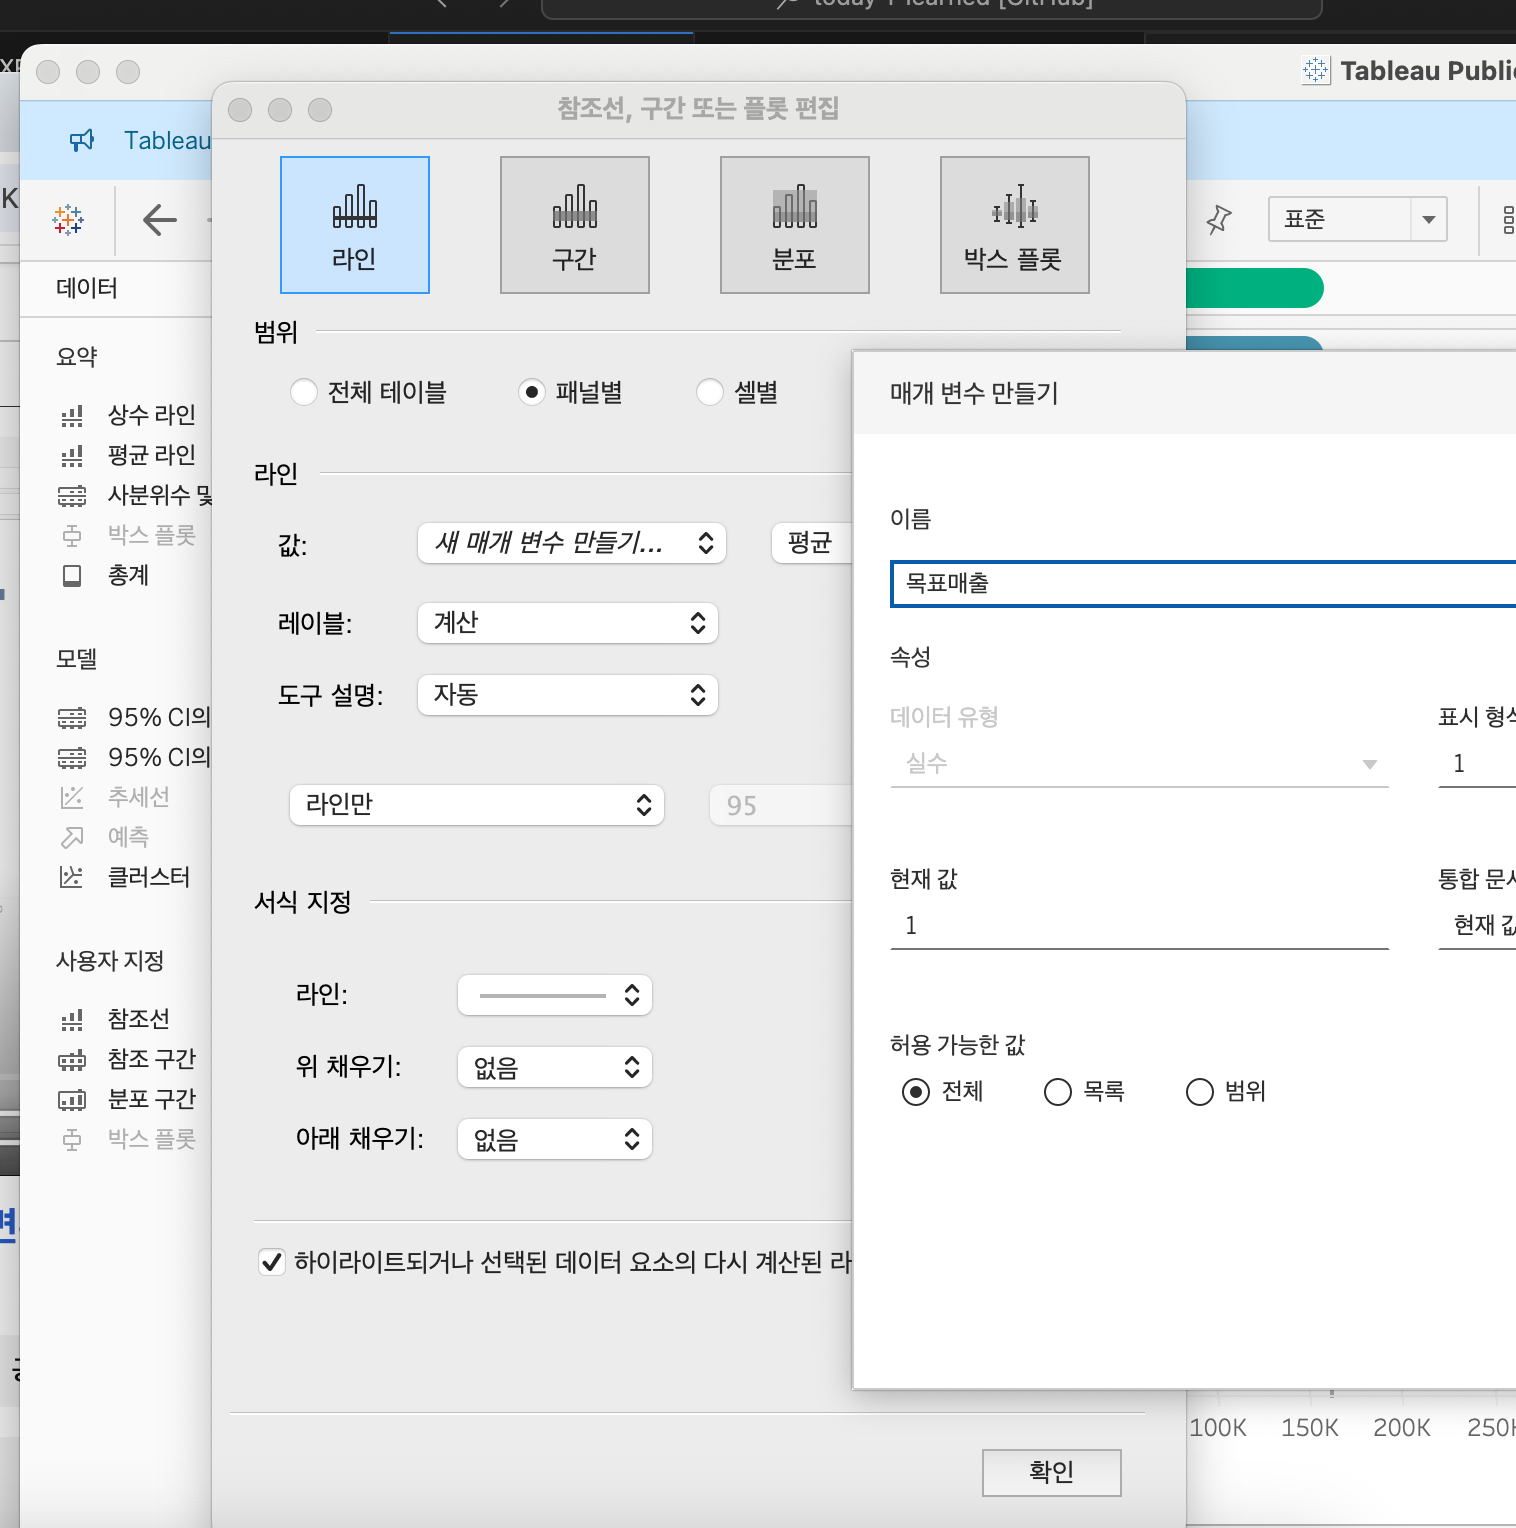 today-I-learned [GitHub]
Tableau Public
참조선, 구간 또는 플롯 편집
Tableau
라인
구간
분포
박스 플롯
표준
데이터
범위
요약
전체 테이블
패널별
셀별
매개 변수 만들기
상수 라인
평균 라인
라인
사분위수 및
이름
박스 플롯
값:
새 매개 변수 만들기...
평균
총계
목표매출
레이블:
계산
모델
속성
도구 설명:
자동
95% CI의
데이터 유형
표시 형식
95% CI의
실수
1
추세선
라인만
95
예측
클러스터
서식 지정
현재 값
통합 문서
1
현재 값
사용자 지정
라인:
참조선
허용 가능한 값
참조 구간
위 채우기:
없음
전체
목록
범위
분포 구간
박스 플롯
아래 채우기:
없음
하이라이트되거나 선택된 데이터 요소의 다시 계산된 라
100K
150K
200K
250K
확인